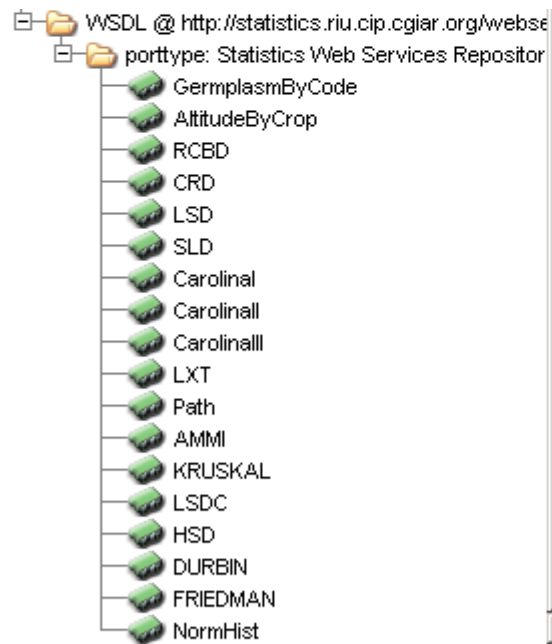 WSDL @ http://statistics.riu.cip.cgiar.org/webse
porttype: Statistics Web Services Repositor
GermplasmByCode
AltitudeByCrop
RCBD
CRD
LSD
SLD
CarolinaI
CarolinaII
CarolinaIII
LXT
Path
AMMI
KRUSKAL
LSDC
HSD
DURBIN
FRIEDMAN
NormHist